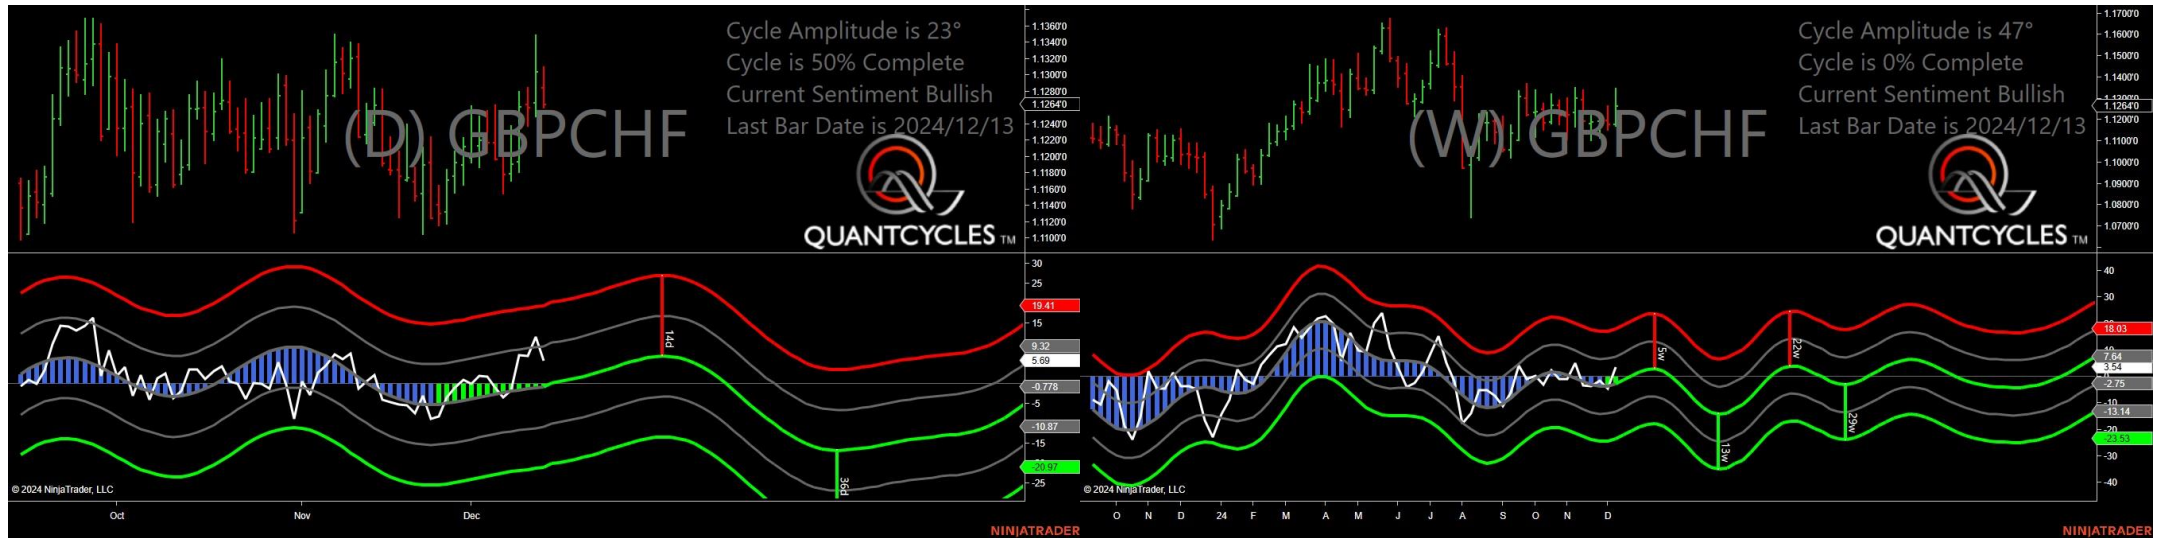 Cycle Amplitude is 23°
Cycle is 50% Complete
Current Sentiment Bullish
Last Bar Date is 2024/12/13
(D) GBPCHF
QUANTCYCLES TM
1.1360'0
1.1340'0
1.1320'0
1.1300'0
1.1280'0
1.1264'0
1.1240'0
1.1220'0
1.1200'0
1.1180'0
1.1160'0
1.1140'0
1.1120'0
1.1100'0
30
25
19.41
15
9.32
5.69
-0.778
-5
-10.87
-15
-20.97
-25
14d
36d
© 2024 NinjaTrader, LLC
Oct Nov Dec
NINJATRADER
Cycle Amplitude is 47°
Cycle is 0% Complete
Current Sentiment Bullish
Last Bar Date is 2024/12/13
(W) GBPCHF
QUANTCYCLES TM
1.1700'0
1.1600'0
1.1500'0
1.1400'0
1.1300'0
1.1264'0
1.1200'0
1.1100'0
1.1000'0
1.0900'0
1.0800'0
1.0700'0
40
30
18.03
7.64
3.54
-2.75
-10
-13.14
-20
-23.53
-30
-40
5w
13w
22w
29w
© 2024 NinjaTrader, LLC
O N D 24 F M A M J J A S O N D
NINJATRADER